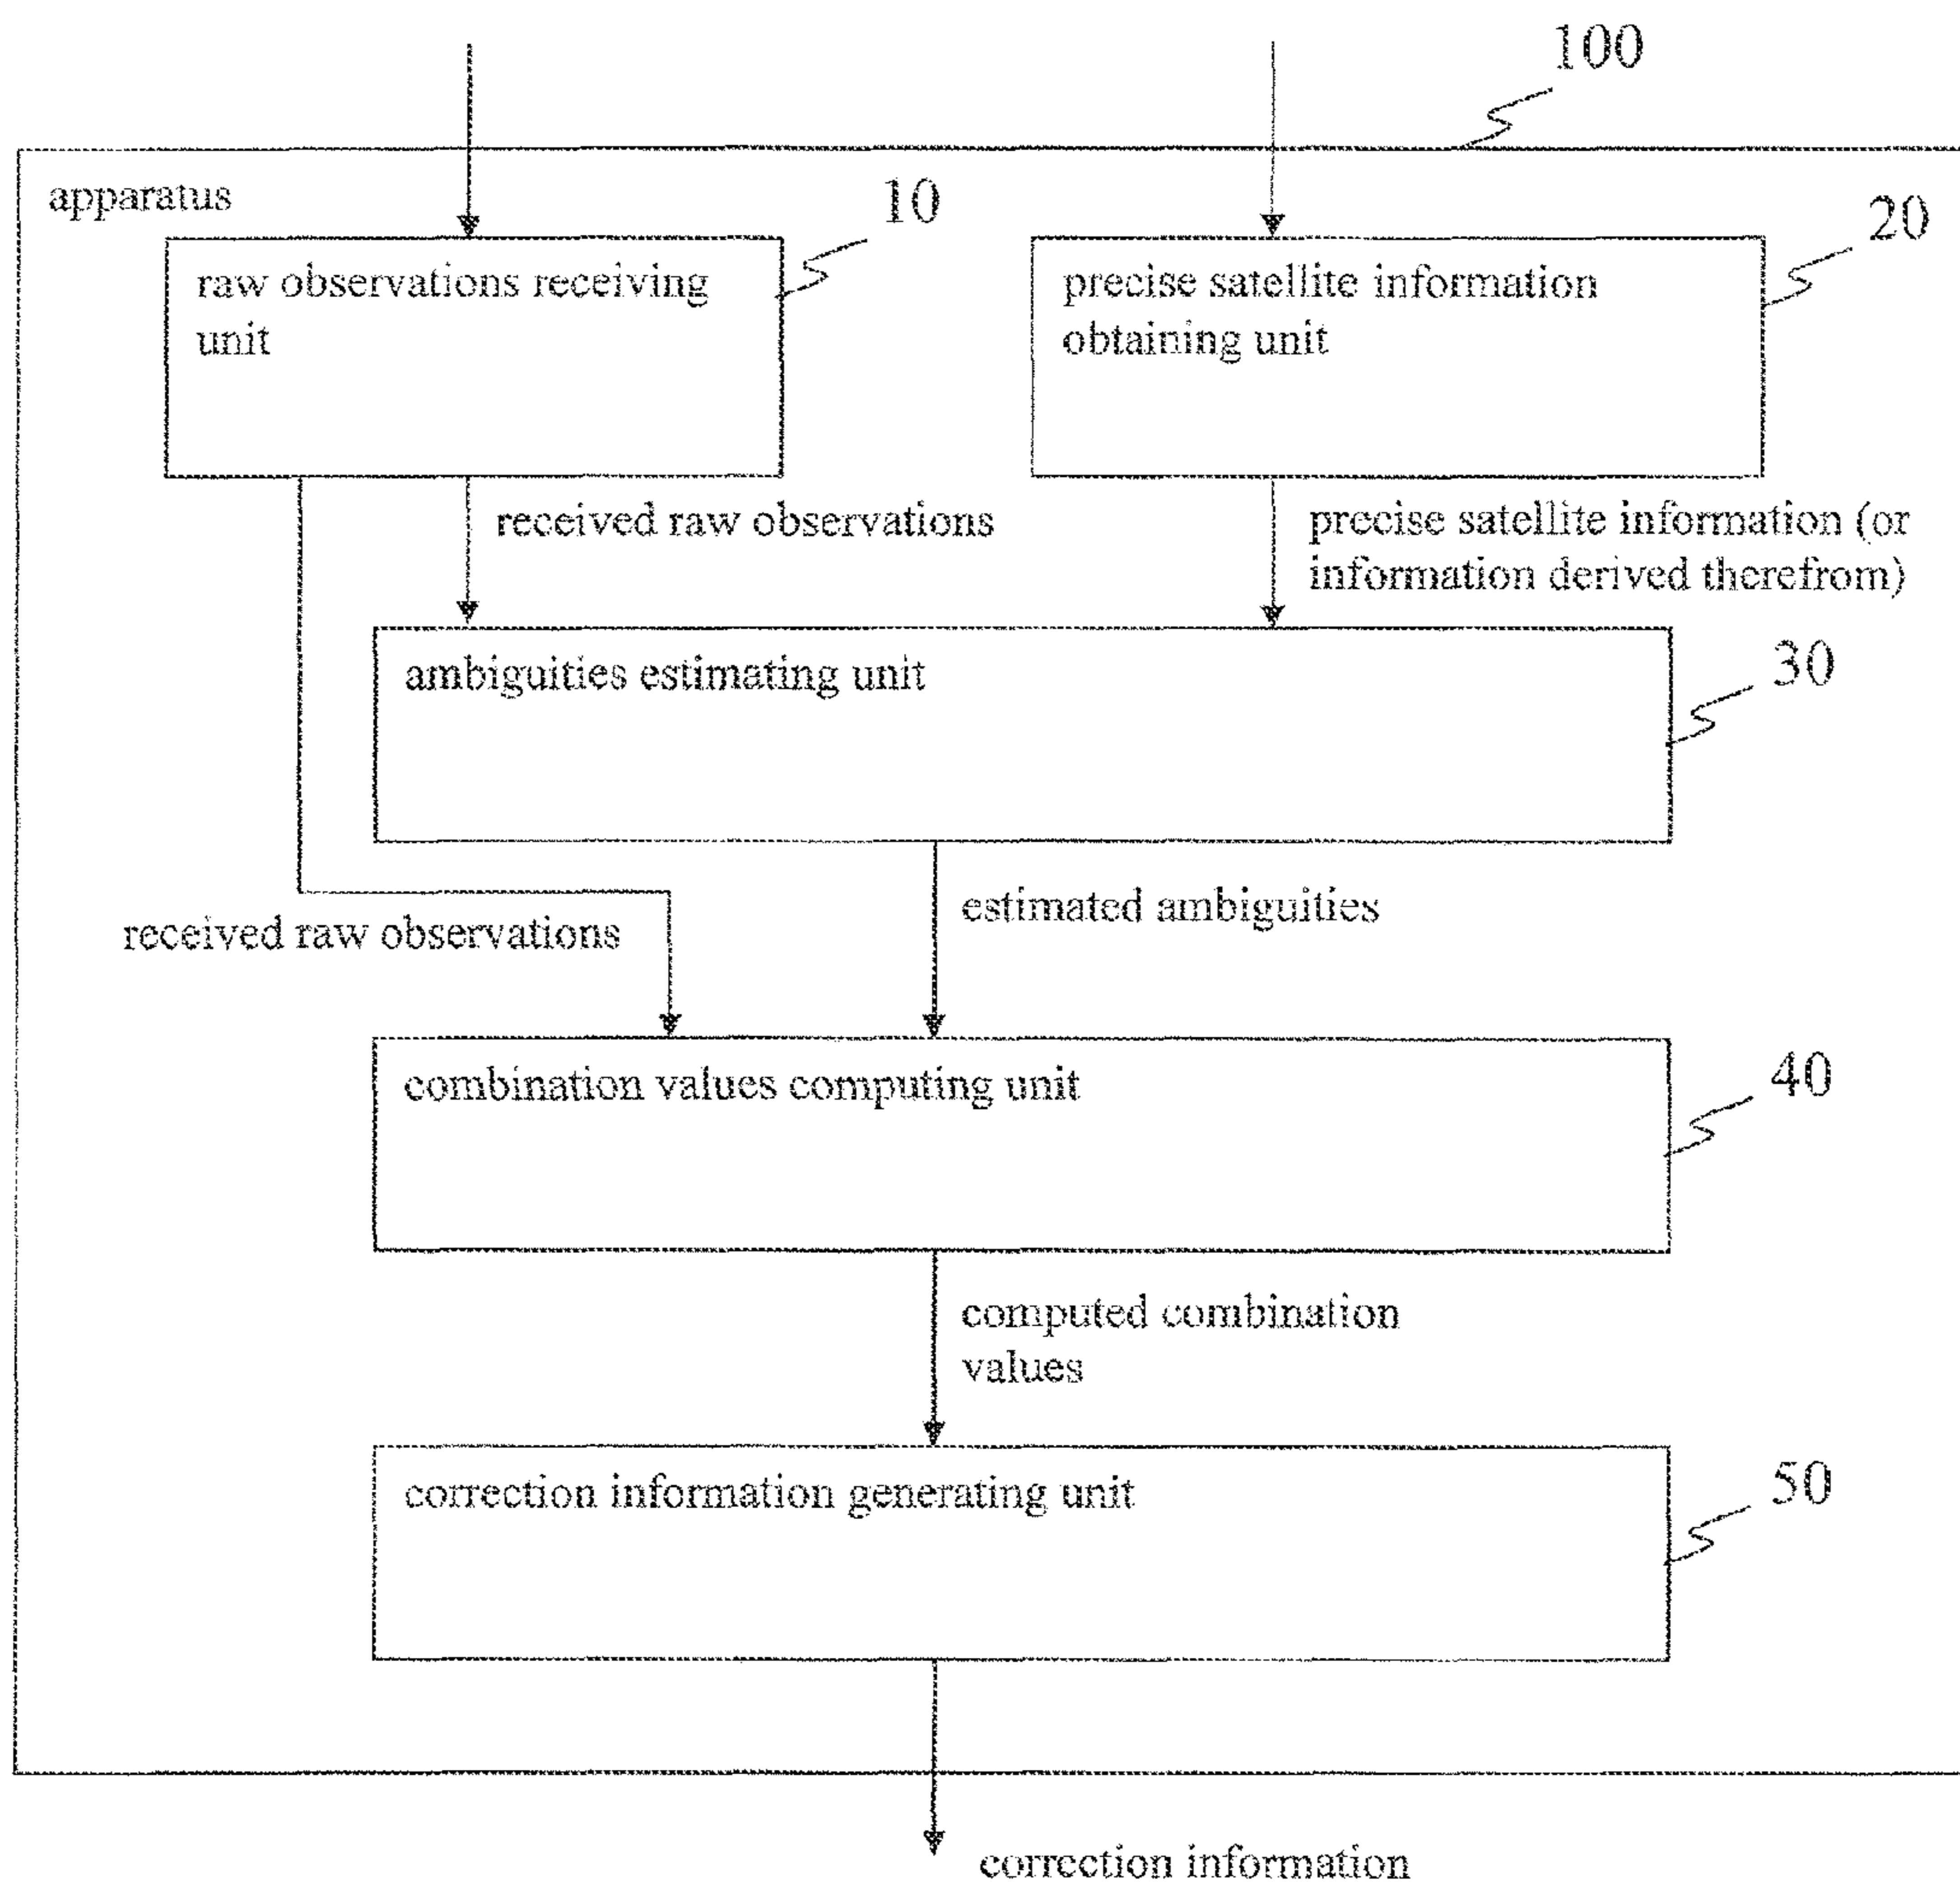 100
apparatus
10
20
raw observations receiving
unit
precise satellite information
obtaining unit
received raw observations
precise satellite information (or
information derived therefrom)
30
ambiguities estimating unit
estimated ambiguities
received raw observations
40
combination values computing unit
computed combination
values
50
correction information generating unit
correction information